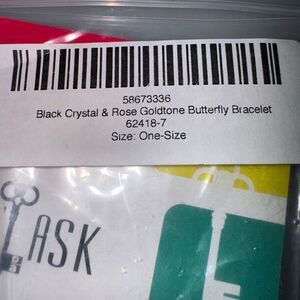 58673336
Black Crystal & Rose Goldtone Butterfly Bracelet
62418-7
Size: One-Size
ASK